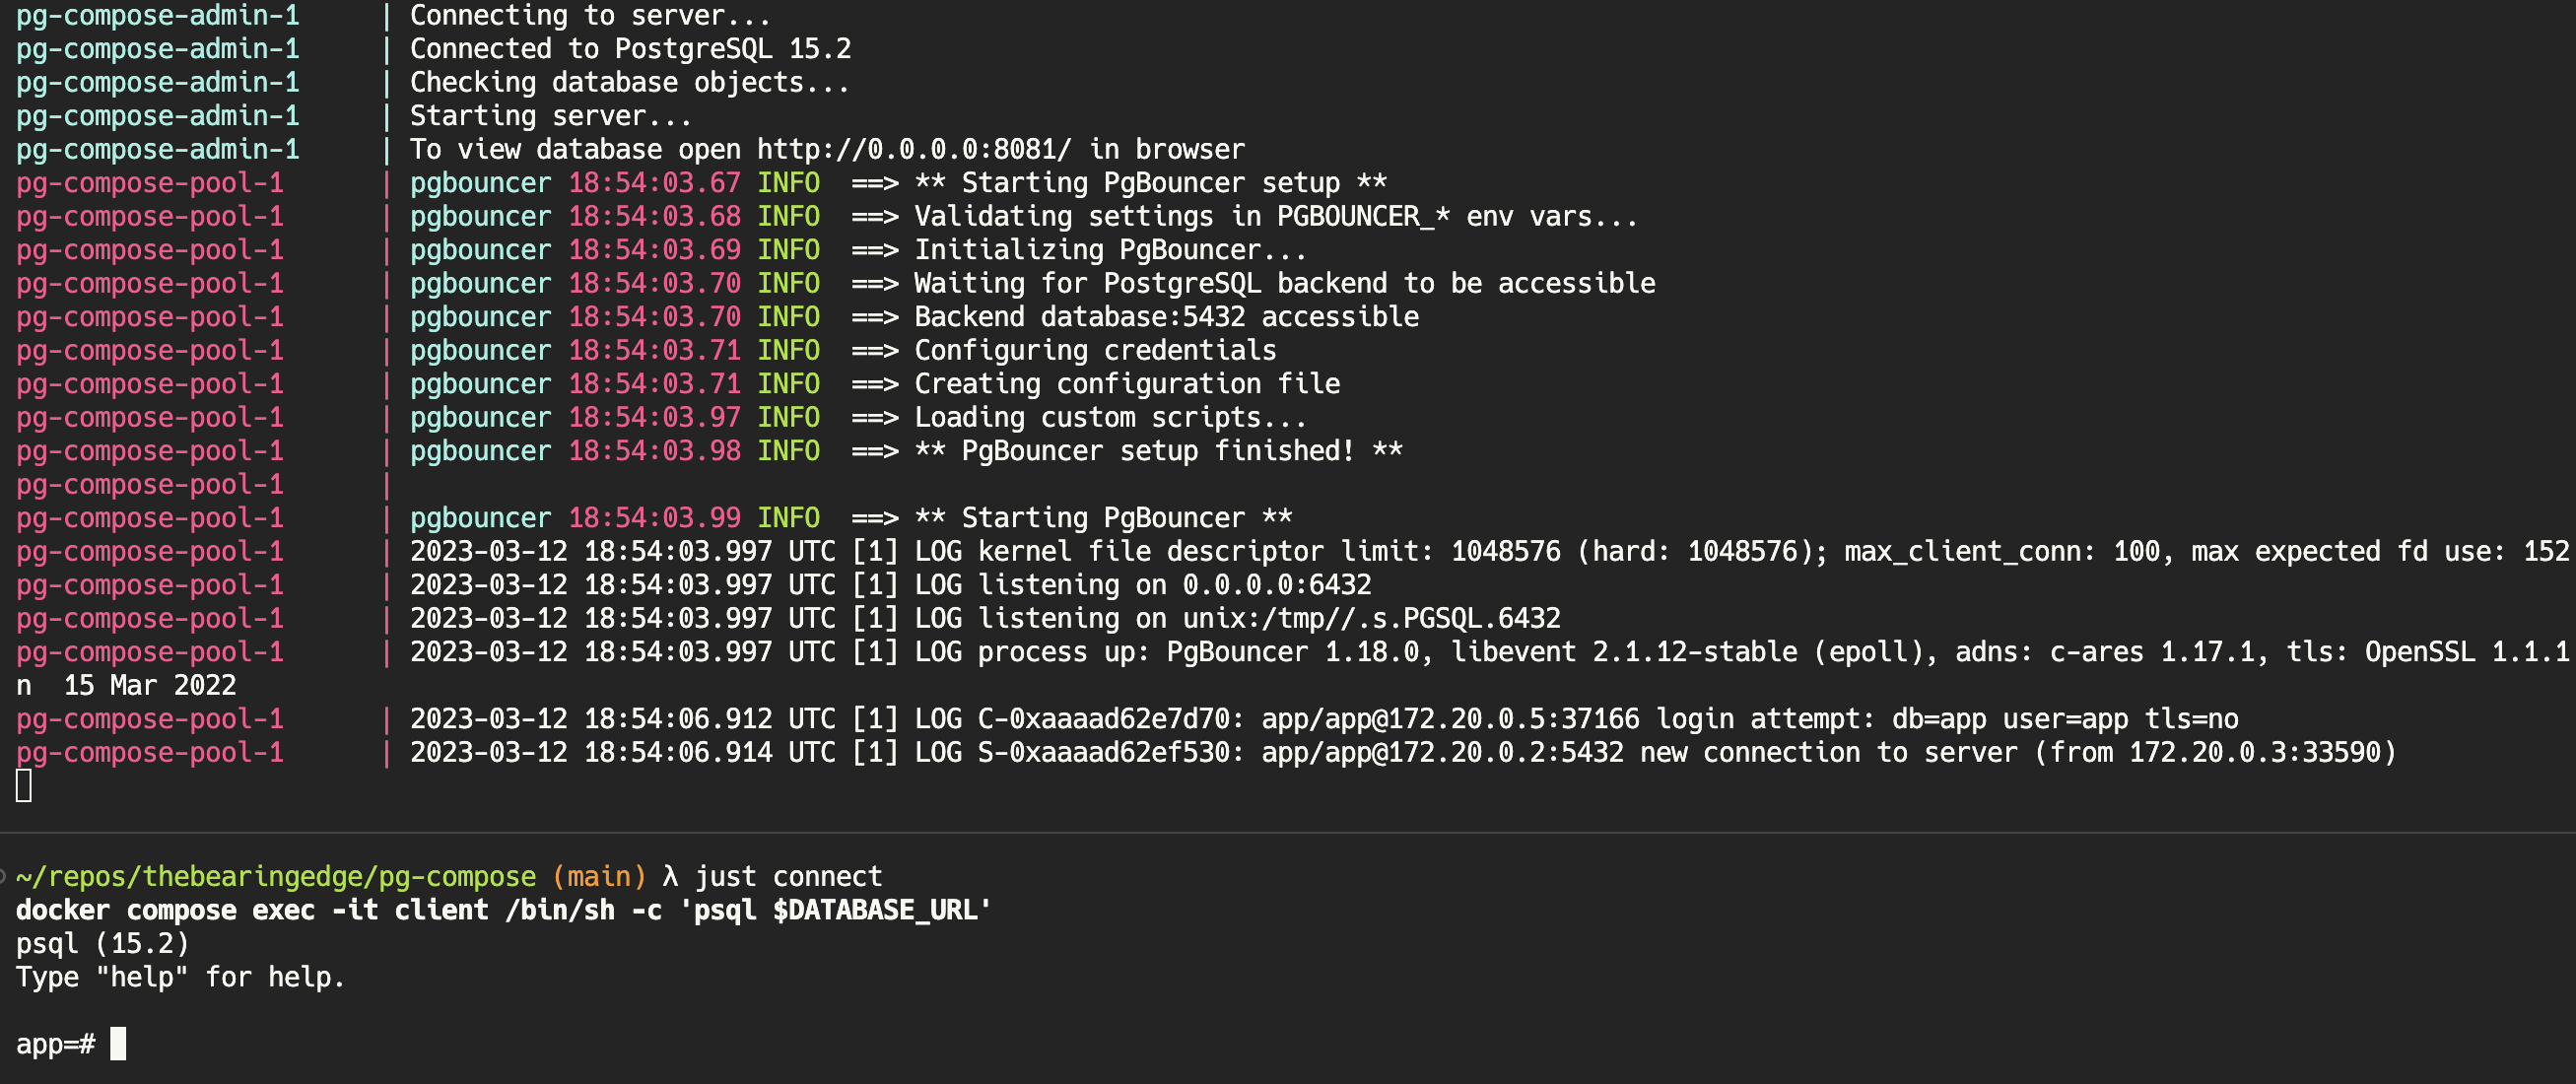 pg-compose-admin-1     | Connecting to server...
pg-compose-admin-1     | Connected to PostgreSQL 15.2
pg-compose-admin-1     | Checking database objects...
pg-compose-admin-1     | Starting server...
pg-compose-admin-1     | To view database open http://0.0.0.0:8081/ in browser
pg-compose-pool-1      | pgbouncer 18:54:03.67 INFO  ==> ** Starting PgBouncer setup **
pg-compose-pool-1      | pgbouncer 18:54:03.68 INFO  ==> Validating settings in PGBOUNCER_* env vars...
pg-compose-pool-1      | pgbouncer 18:54:03.69 INFO  ==> Initializing PgBouncer...
pg-compose-pool-1      | pgbouncer 18:54:03.70 INFO  ==> Waiting for PostgreSQL backend to be accessible
pg-compose-pool-1      | pgbouncer 18:54:03.70 INFO  ==> Backend database:5432 accessible
pg-compose-pool-1      | pgbouncer 18:54:03.71 INFO  ==> Configuring credentials
pg-compose-pool-1      | pgbouncer 18:54:03.71 INFO  ==> Creating configuration file
pg-compose-pool-1      | pgbouncer 18:54:03.97 INFO  ==> Loading custom scripts...
pg-compose-pool-1      | pgbouncer 18:54:03.98 INFO  ==> ** PgBouncer setup finished! **
pg-compose-pool-1      |
pg-compose-pool-1      | pgbouncer 18:54:03.99 INFO  ==> ** Starting PgBouncer **
pg-compose-pool-1      | 2023-03-12 18:54:03.997 UTC [1] LOG kernel file descriptor limit: 1048576 (hard: 1048576); max_client_conn: 100, max expected fd use: 152
pg-compose-pool-1      | 2023-03-12 18:54:03.997 UTC [1] LOG listening on 0.0.0.0:6432
pg-compose-pool-1      | 2023-03-12 18:54:03.997 UTC [1] LOG listening on unix:/tmp//.s.PGSQL.6432
pg-compose-pool-1      | 2023-03-12 18:54:03.997 UTC [1] LOG process up: PgBouncer 1.18.0, libevent 2.1.12-stable (epoll), adns: c-ares 1.17.1, tls: OpenSSL 1.1.1
n  15 Mar 2022
pg-compose-pool-1      | 2023-03-12 18:54:06.912 UTC [1] LOG C-0xaaaad62e7d70: app/app@172.20.0.5:37166 login attempt: db=app user=app tls=no
pg-compose-pool-1      | 2023-03-12 18:54:06.914 UTC [1] LOG S-0xaaaad62ef530: app/app@172.20.0.2:5432 new connection to server (from 172.20.0.3:33590)
~/repos/thebearingedge/pg-compose (main) λ just connect
docker compose exec -it client /bin/sh -c 'psql $DATABASE_URL'
psql (15.2)
Type "help" for help.
app=#